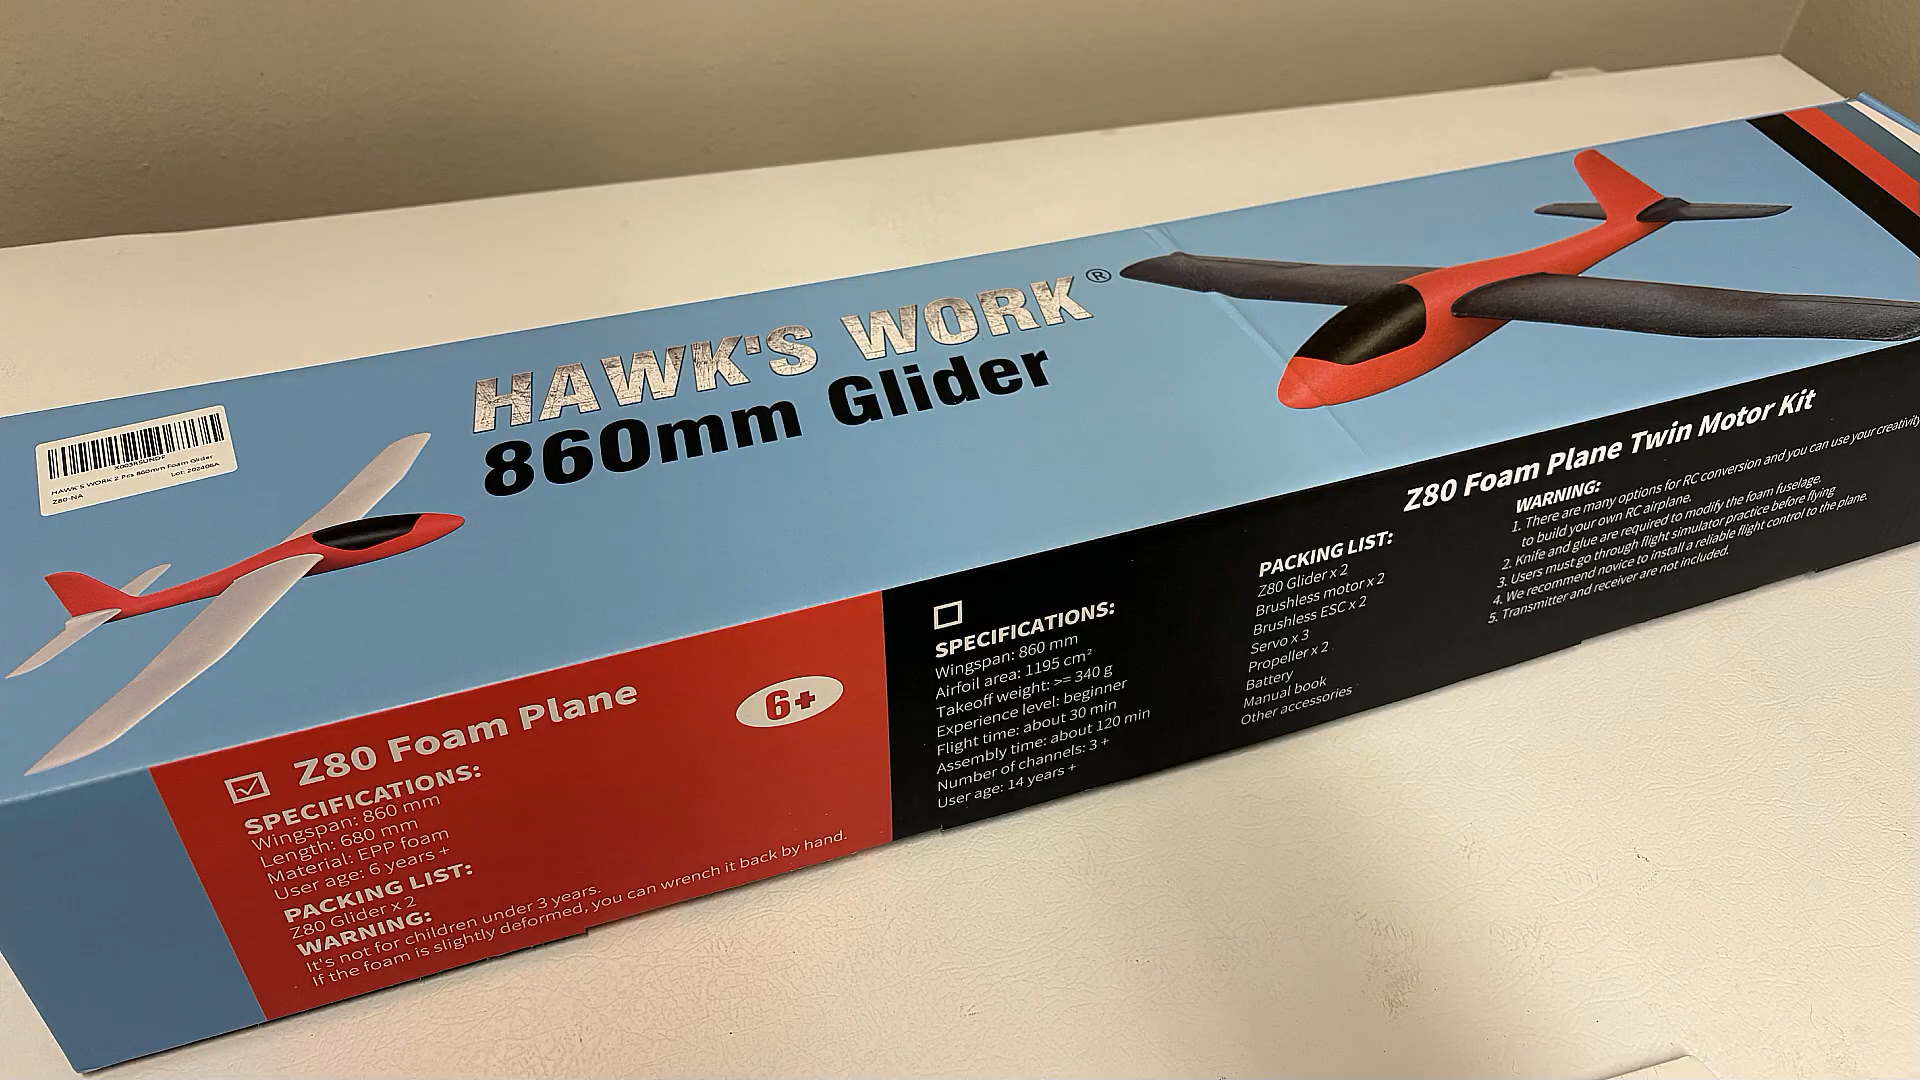 HAWK'S WORK®
860mm Glider
X003RSUNDF
HAWK'S WORK 2 Pcs 860mm Foam Glider
Z80-NA
Lot: 202406A
Z80 Foam Plane
6+
SPECIFICATIONS:
Wingspan: 860 mm
Length: 680 mm
Material: EPP foam
User age: 6 years +
PACKING LIST:
Z80 Glider x 2
WARNING:
It's not for children under 3 years.
If the foam is slightly deformed, you can wrench it back by hand.
Z80 Foam Plane Twin Motor Kit
SPECIFICATIONS:
Wingspan: 860 mm
Airfoil area: 1195 cm²
Takeoff weight: >= 340 g
Experience level: beginner
Flight time: about 30 min
Assembly time: about 120 min
Number of channels: 3 +
User age: 14 years +
PACKING LIST:
Z80 Glider x 2
Brushless motor x 2
Brushless ESC x 2
Servo x 3
Propeller x 2
Battery
Manual book
Other accessories
WARNING:
1. There are many options for RC conversion and you can use your creativity
to build your own RC airplane.
2. Knife and glue are required to modify the foam fuselage.
3. Users must go through flight simulator practice before flying
4. We recommend novice to install a reliable flight control to the plane.
5. Transmitter and receiver are not included.